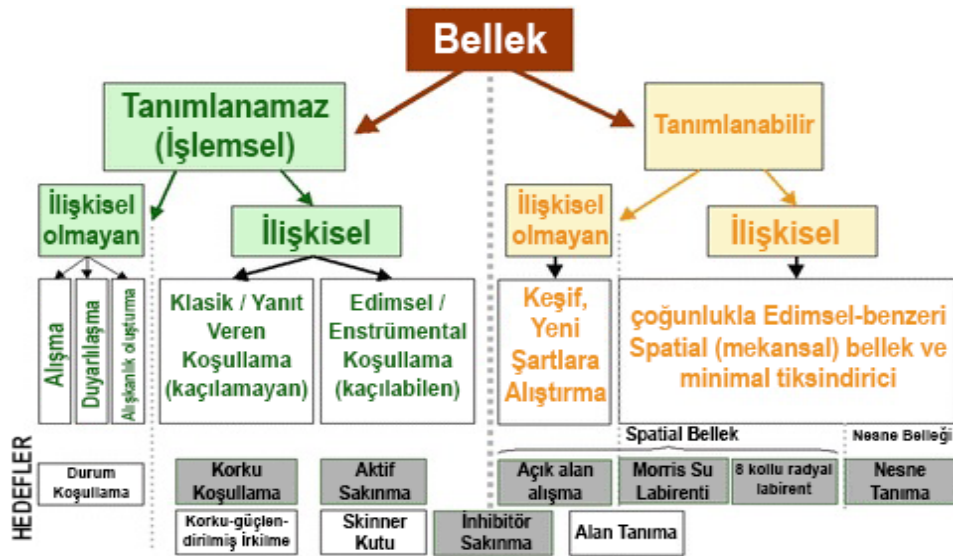 Bellek
Tanımlanamaz
(İşlemsel)
Tanımlanabilir
İlişkisel
olmayan
İlişkisel
İlişkisel
olmayan
İlişkisel
Alışma
Duyarlılaşma
Alışkanlık oluşturma
Klasik / Yanıt
Veren
Koşullama
(kaçılamayan)
Edimsel /
Enstrümental
Koşullama
(kaçılabilen)
Keşif,
Yeni
Şartlara
Alıştırma
çoğunlukla Edimsel-benzeri
Spatial (mekansal) bellek ve
minimal tiksindirici
HEDEFLER
Spatial Bellek
Nesne Belleği
Durum
Koşullama
Korku
Koşullama
Aktif
Sakınma
Açık alan
alışma
Morris Su
Labirenti
8 kollu radyal
labirent
Nesne
Tanıma
Korku-güçlen-
dirilmiş İrkilme
Skinner
Kutu
İnhibitör
Sakınma
Alan Tanıma